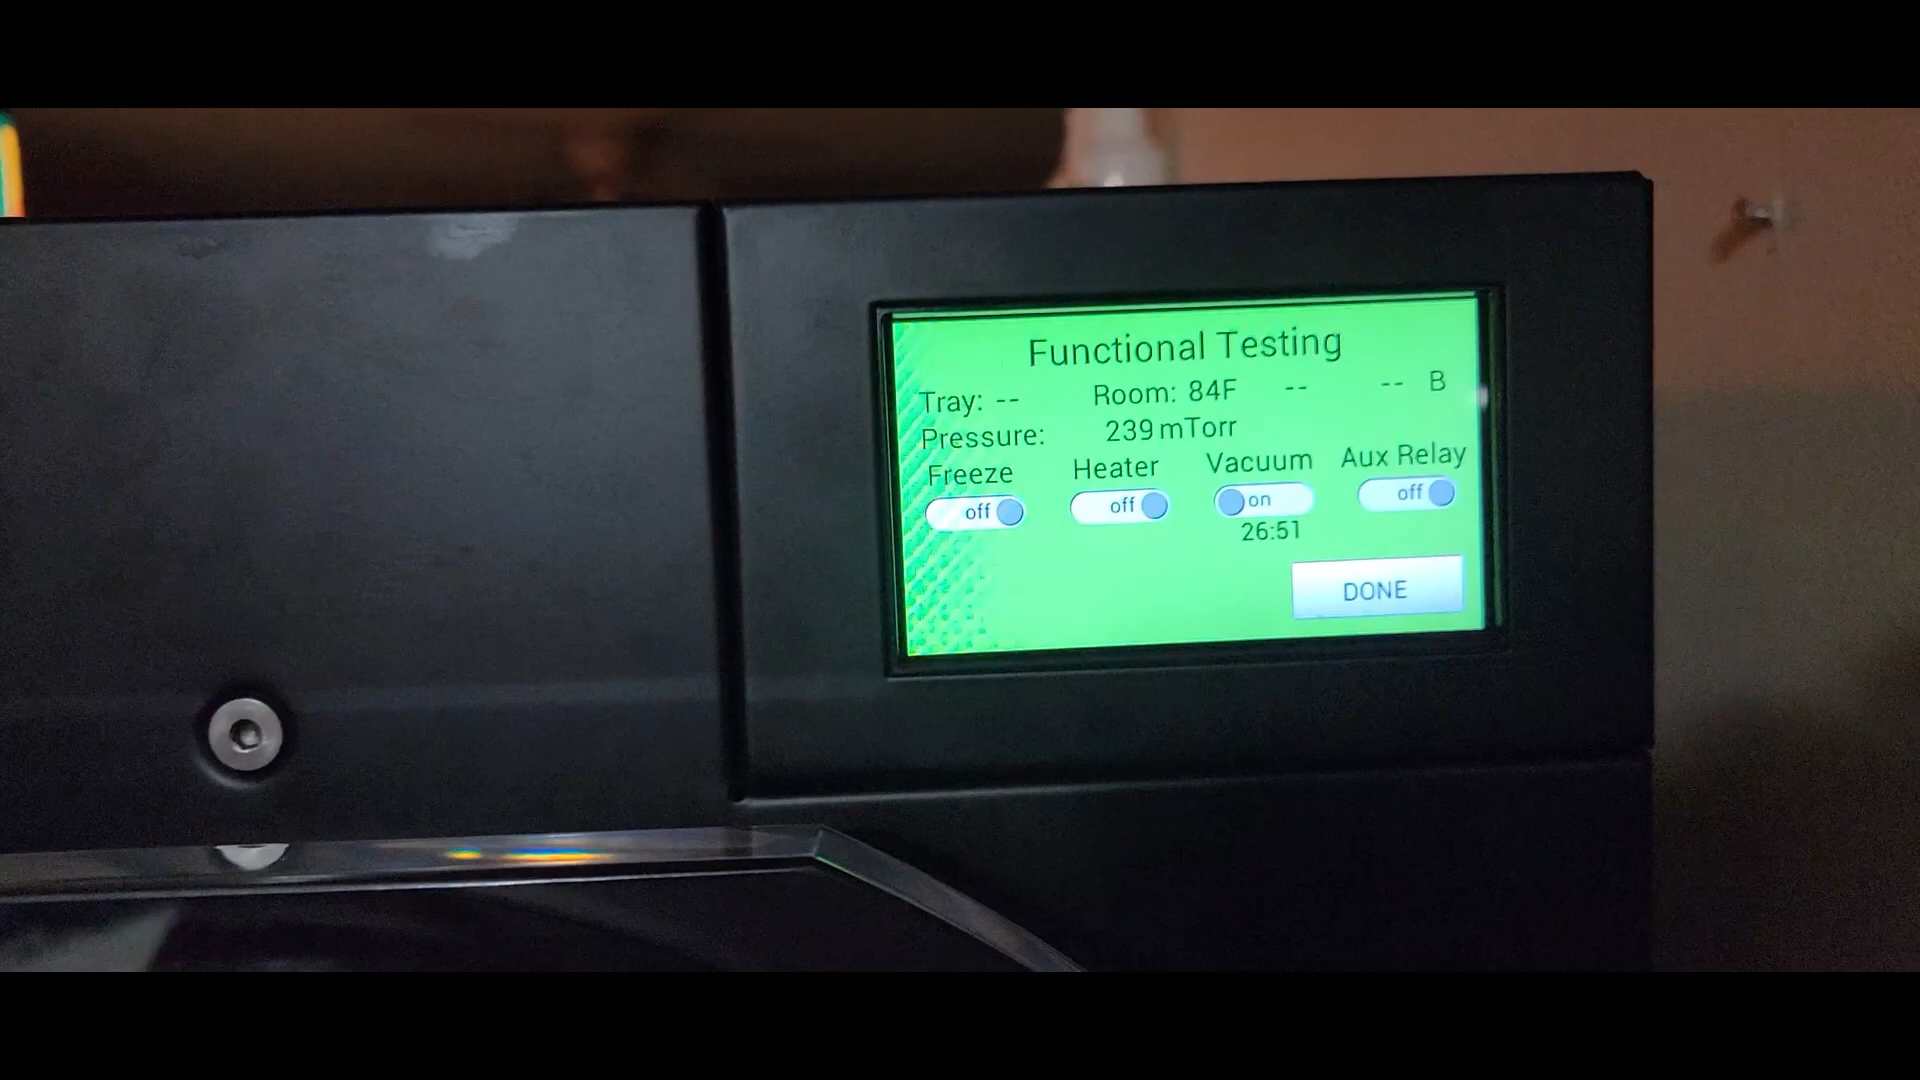 Functional Testing
Tray: -- Room: 84F -- -- B
Pressure: 239 mTorr
Freeze Heater Vacuum Aux Relay
off off on off
26:51
DONE